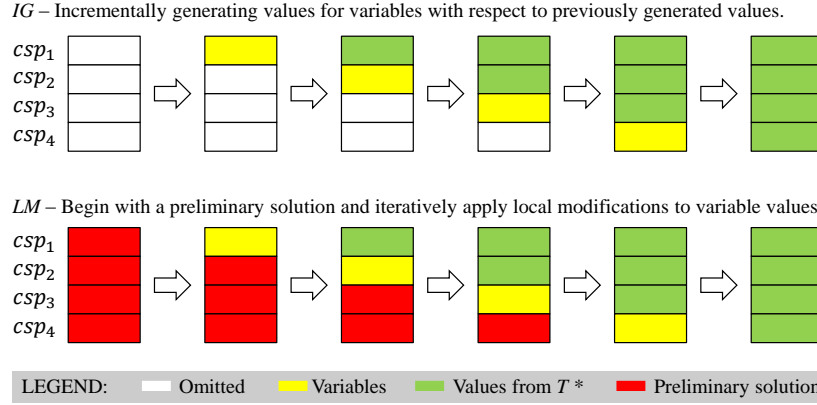 IG – Incrementally generating values for variables with respect to previously generated values.
csp₁
csp₂
csp₃
csp₄
LM – Begin with a preliminary solution and iteratively apply local modifications to variable values
csp₁
csp₂
csp₃
csp₄
LEGEND: Omitted Variables Values from T * Preliminary solution